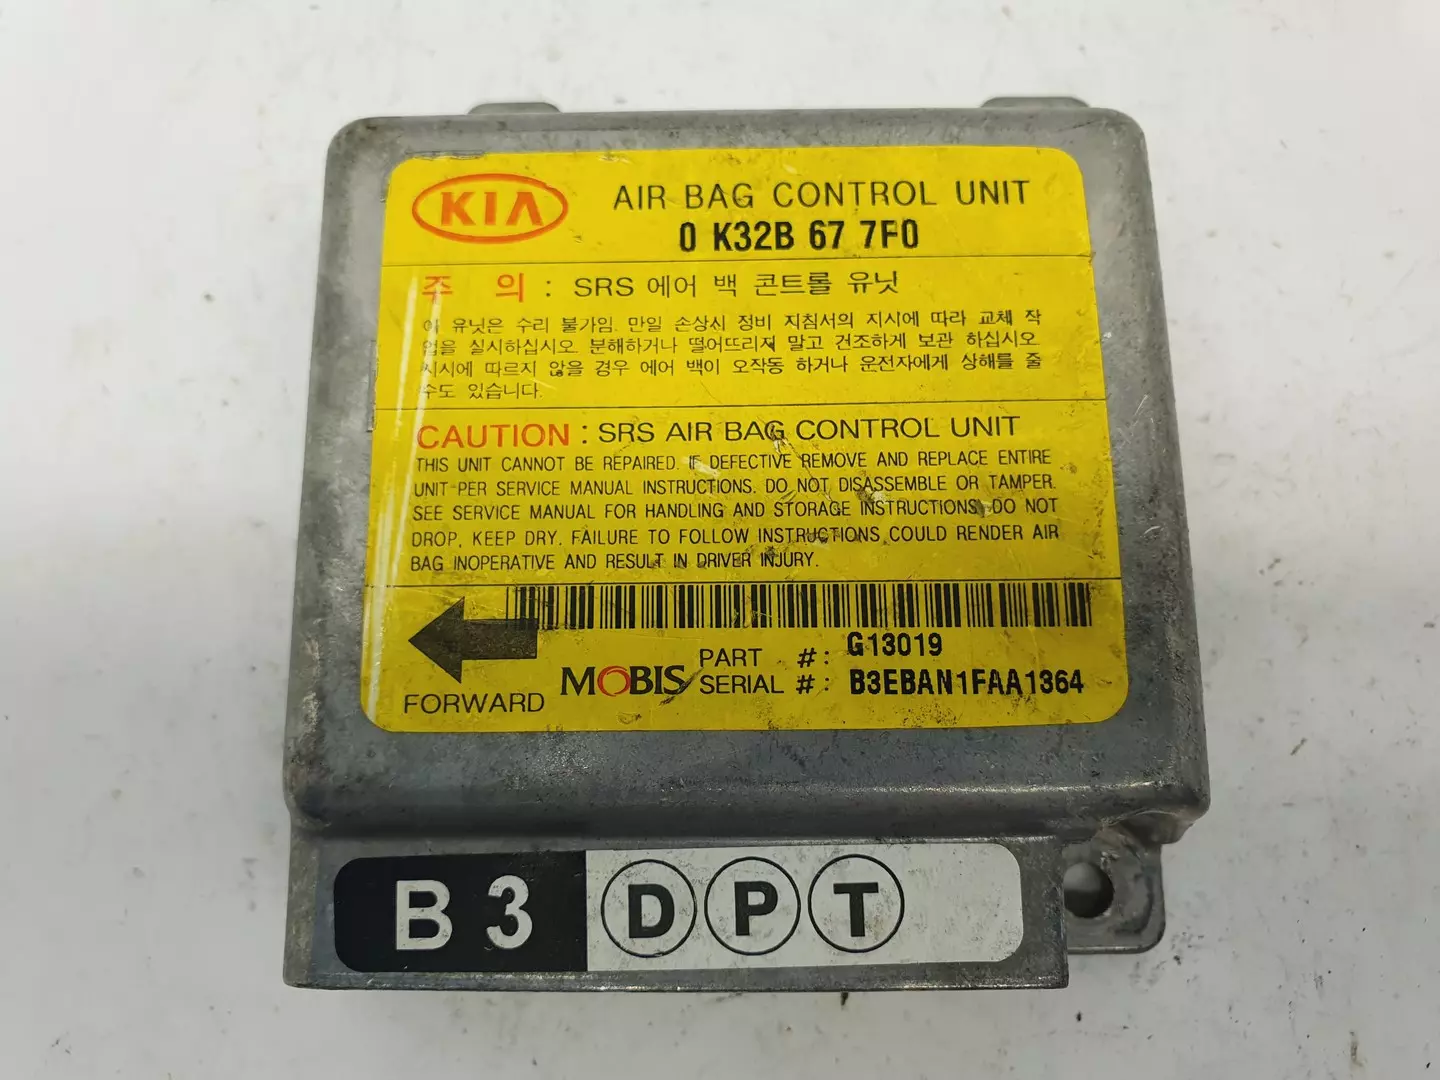 KIA
AIR BAG CONTROL UNIT
0 K32B 67 7F0
주 의 : SRS 에어 백 콘트롤 유닛
이 유닛은 수리 불가임. 만일 손상시 정비 지침서의 지시에 따라 교체 작
업을 실시하십시오. 분해하거나 떨어뜨리지 말고 건조하게 보관 하십시오.
지시에 따르지 않을 경우 에어 백이 오작동 하거나 운전자에게 상해를 줄
수도 있습니다.
CAUTION : SRS AIR BAG CONTROL UNIT
THIS UNIT CANNOT BE REPAIRED. IF DEFECTIVE REMOVE AND REPLACE ENTIRE
UNIT PER SERVICE MANUAL INSTRUCTIONS. DO NOT DISASSEMBLE OR TAMPER.
SEE SERVICE MANUAL FOR HANDLING AND STORAGE INSTRUCTIONS, DO NOT
DROP, KEEP DRY. FAILURE TO FOLLOW INSTRUCTIONS COULD RENDER AIR
BAG INOPERATIVE AND RESULT IN DRIVER INJURY.
FORWARD
MOBIS
PART #: G13019
SERIAL #: B3EBAN1FAA1364
B3 D P T